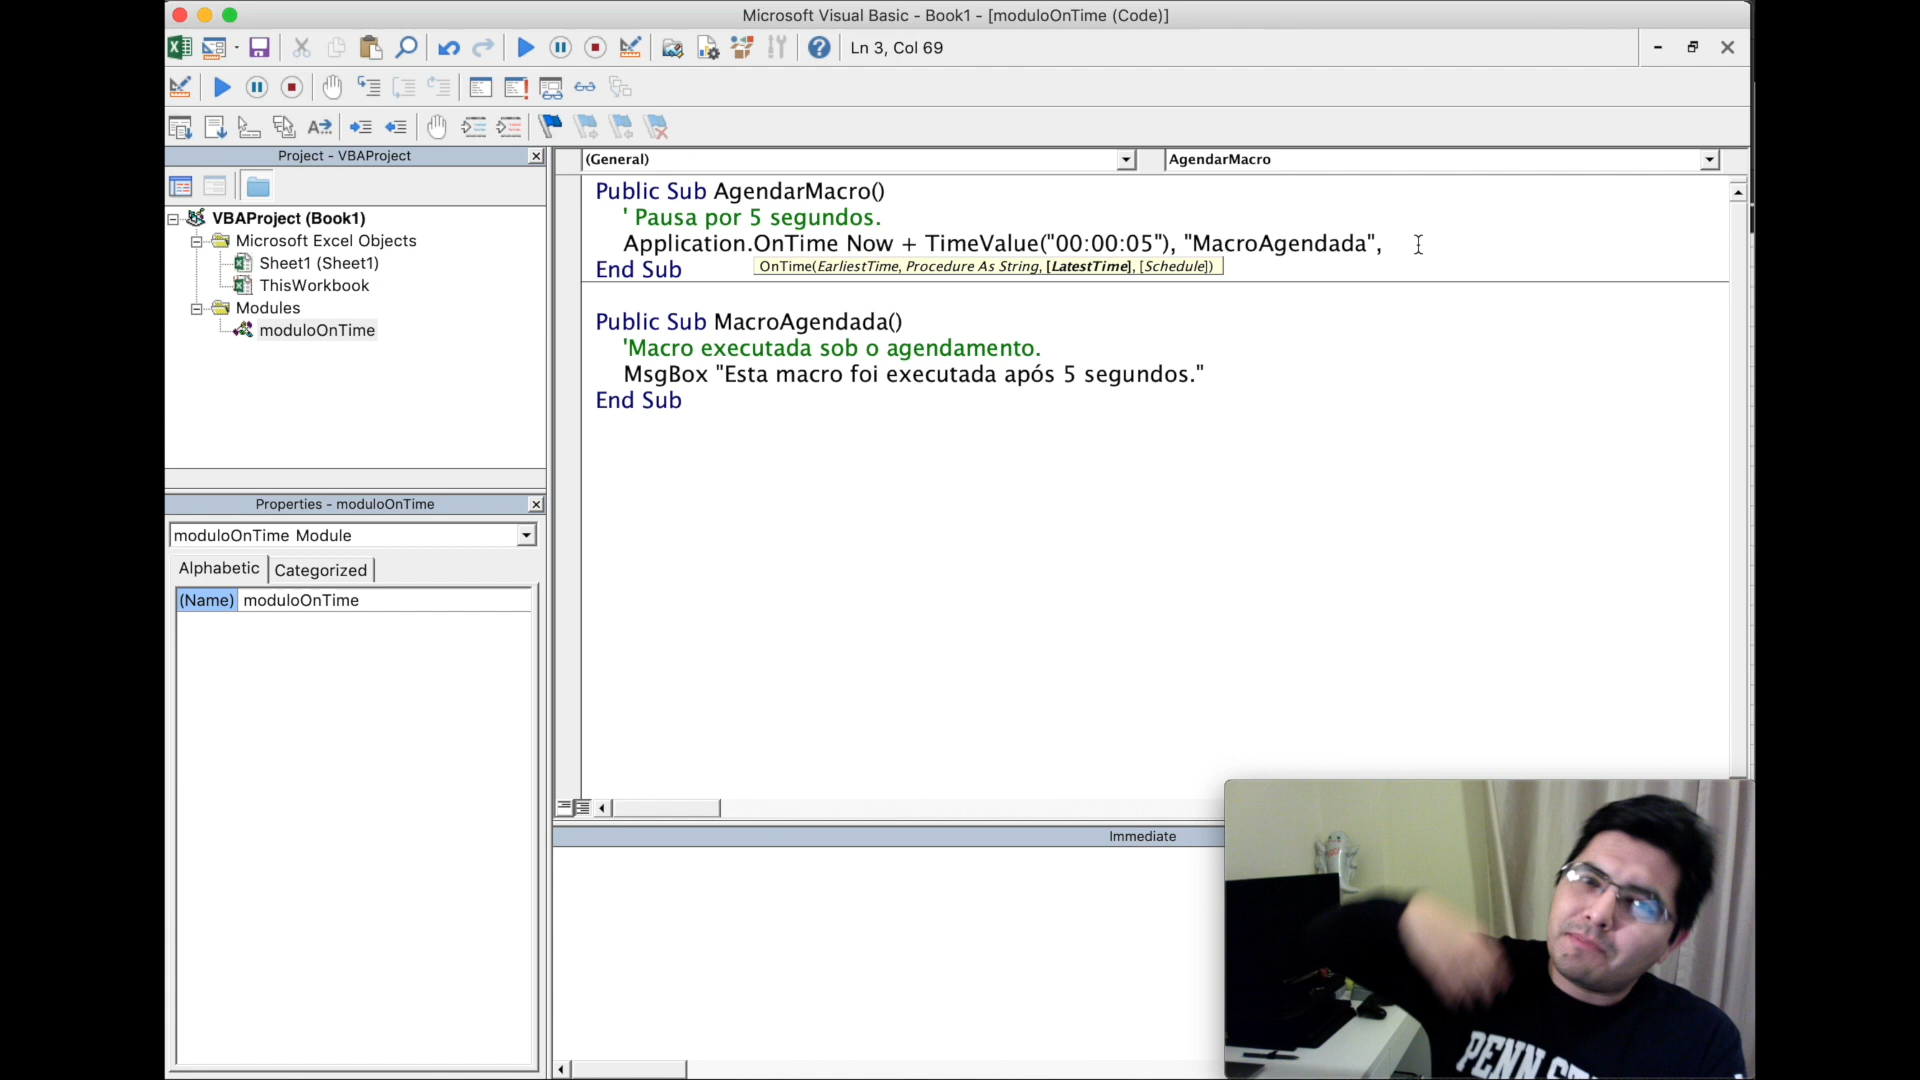 Microsoft Visual Basic - Book1 - [moduloOnTime (Code)]
Ln 3, Col 69
Project - VBAProject
VBAProject (Book1)
Microsoft Excel Objects
Sheet1 (Sheet1)
ThisWorkbook
Modules
moduloOnTime
(General)
AgendarMacro
Public Sub AgendarMacro()
' Pausa por 5 segundos.
Application.OnTime Now + TimeValue("00:00:05"), "MacroAgendada",
OnTime(EarliestTime, Procedure As String, [LatestTime], [Schedule])
End Sub
Public Sub MacroAgendada()
'Macro executada sob o agendamento.
MsgBox "Esta macro foi executada após 5 segundos."
End Sub
Properties - moduloOnTime
moduloOnTime Module
Alphabetic
Categorized
(Name) moduloOnTime
Immediate
PENN